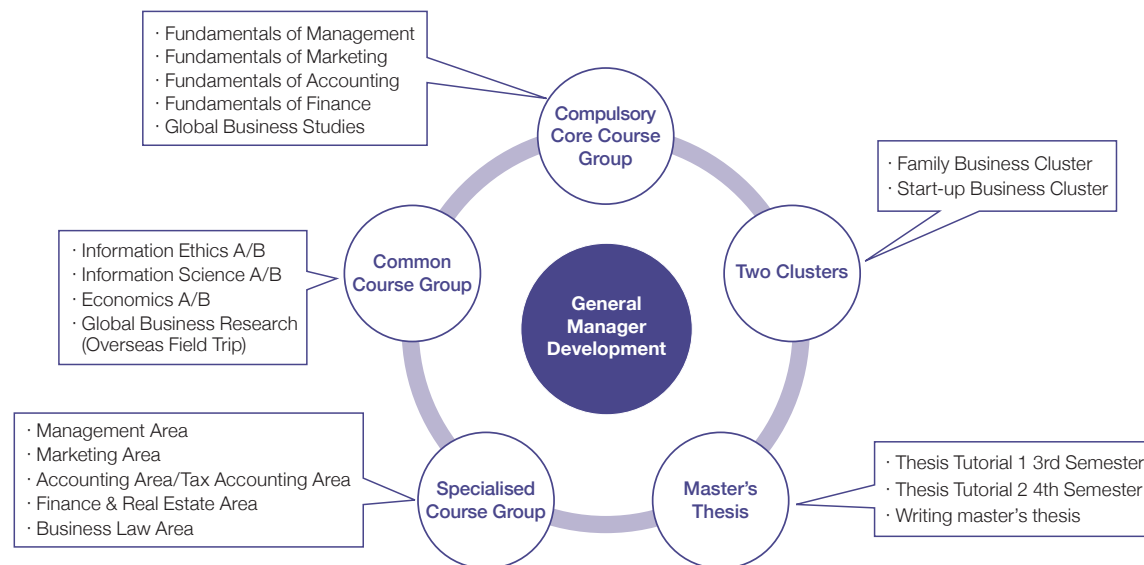 · Fundamentals of Management
· Fundamentals of Marketing
· Fundamentals of Accounting
· Fundamentals of Finance
· Global Business Studies
Compulsory
Core Course
Group
· Family Business Cluster
· Start-up Business Cluster
· Information Ethics A/B
· Information Science A/B
· Economics A/B
· Global Business Research
(Overseas Field Trip)
Common
Course Group
Two Clusters
General
Manager
Development
· Management Area
· Marketing Area
· Accounting Area/Tax Accounting Area
· Finance & Real Estate Area
· Business Law Area
Specialised
Course Group
Master's
Thesis
· Thesis Tutorial 1 3rd Semester
· Thesis Tutorial 2 4th Semester
· Writing master's thesis